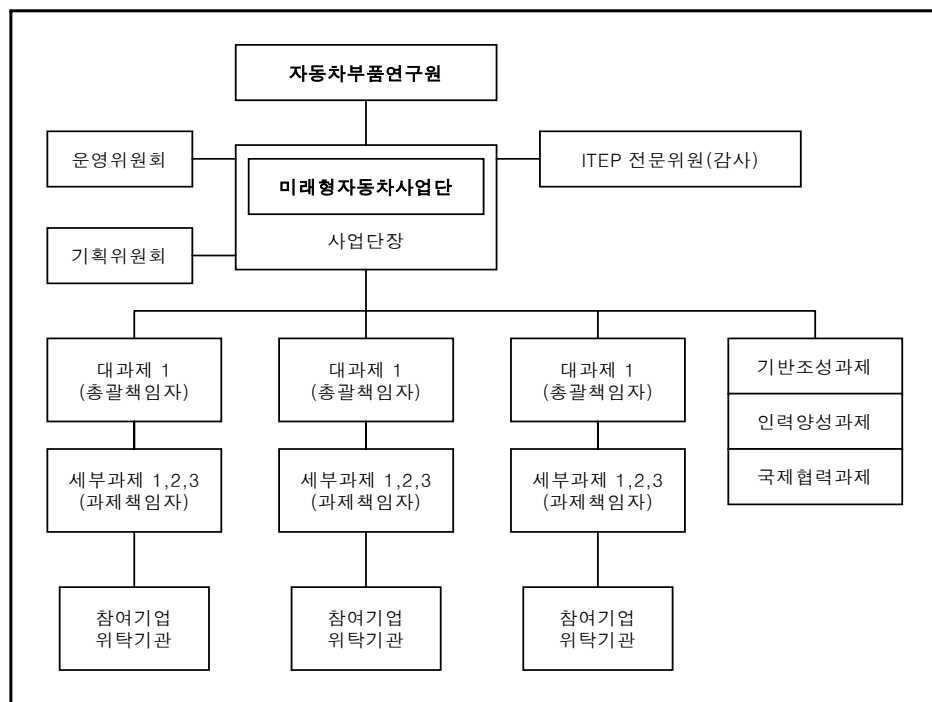 자동차부품연구원
운영위원회
ITEP 전문위원(감사)
미래형자동차사업단
사업단장
기획위원회
대과제 1
(총괄책임자)
대과제 1
(총괄책임자)
대과제 1
(총괄책임자)
기반조성과제
인력양성과제
국제협력과제
세부과제 1,2,3
(과제책임자)
세부과제 1,2,3
(과제책임자)
세부과제 1,2,3
(과제책임자)
참여기업
위탁기관
참여기업
위탁기관
참여기업
위탁기관